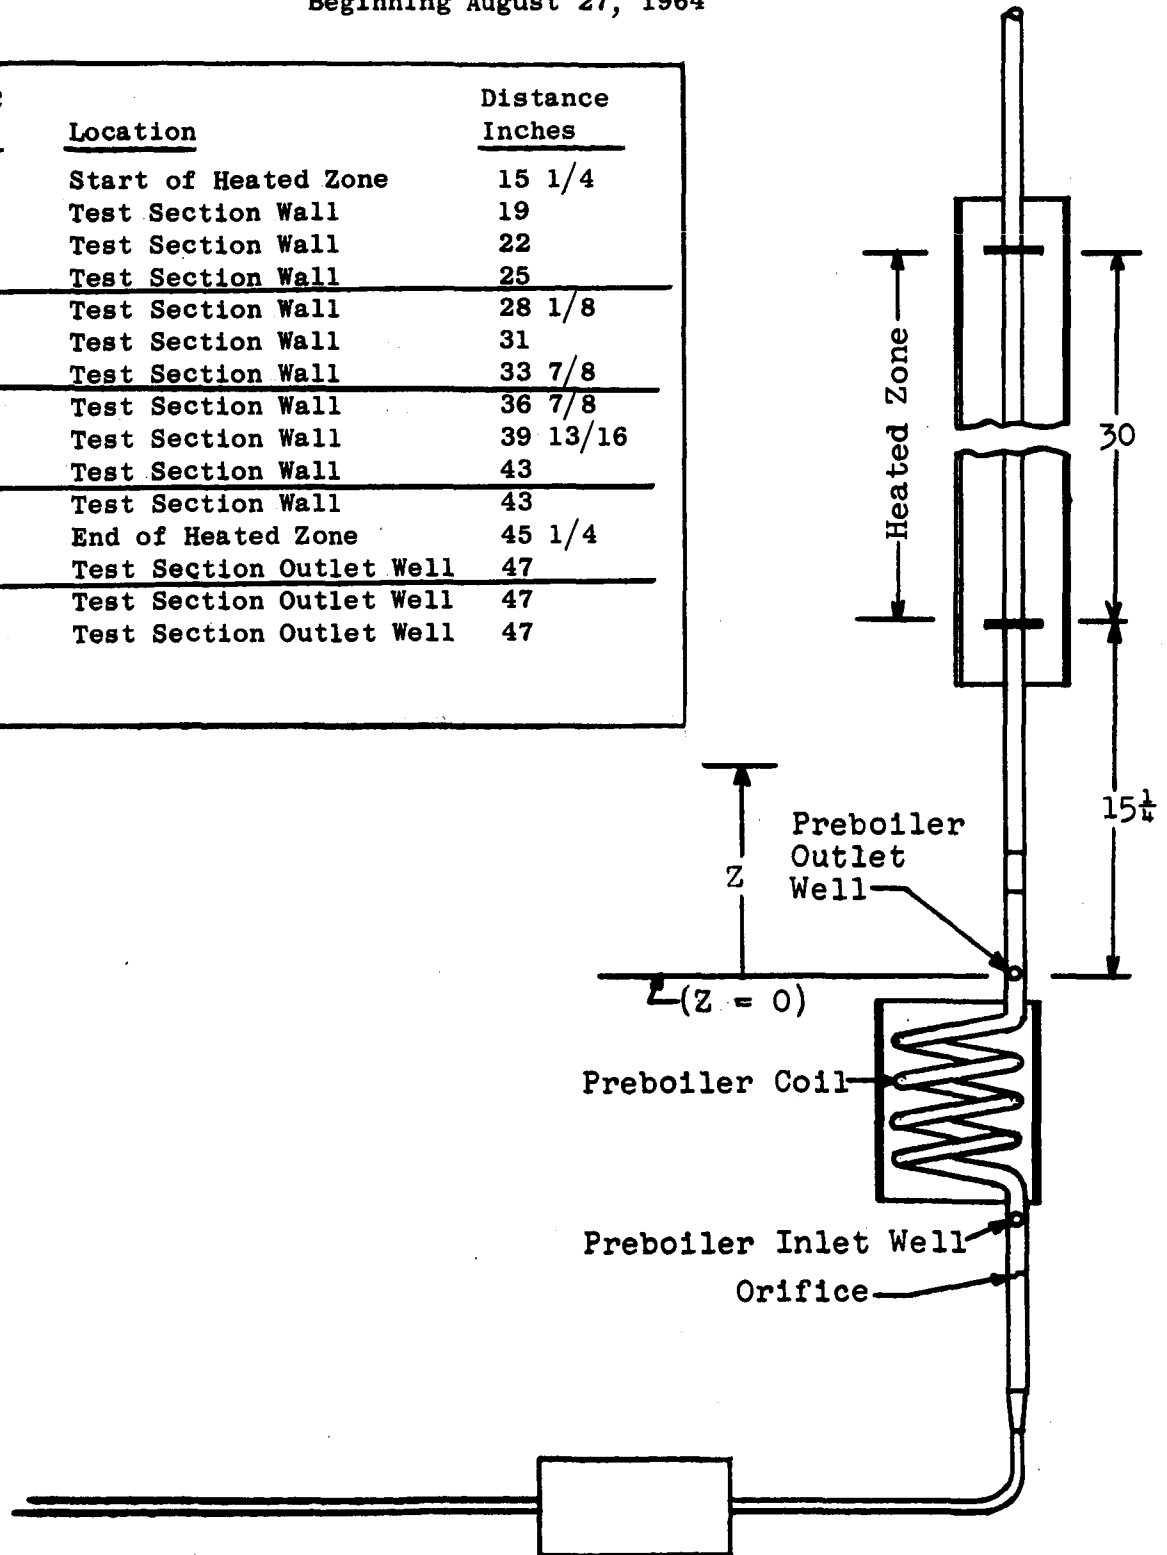 Beginning August 27, 1964
Distance
Location Inches
Start of Heated Zone 15 1/4
Test Section Wall 19
Test Section Wall 22
Test Section Wall 25
Test Section Wall 28 1/8
Test Section Wall 31
Test Section Wall 33 7/8
Test Section Wall 36 7/8
Test Section Wall 39 13/16
Test Section Wall 43
Test Section Wall 43
End of Heated Zone 45 1/4
Test Section Outlet Well 47
Test Section Outlet Well 47
Test Section Outlet Well 47
Heated Zone
30
15¼
Preboiler
Outlet
Well
Z
(Z = 0)
Preboiler Coil
Preboiler Inlet Well
Orifice